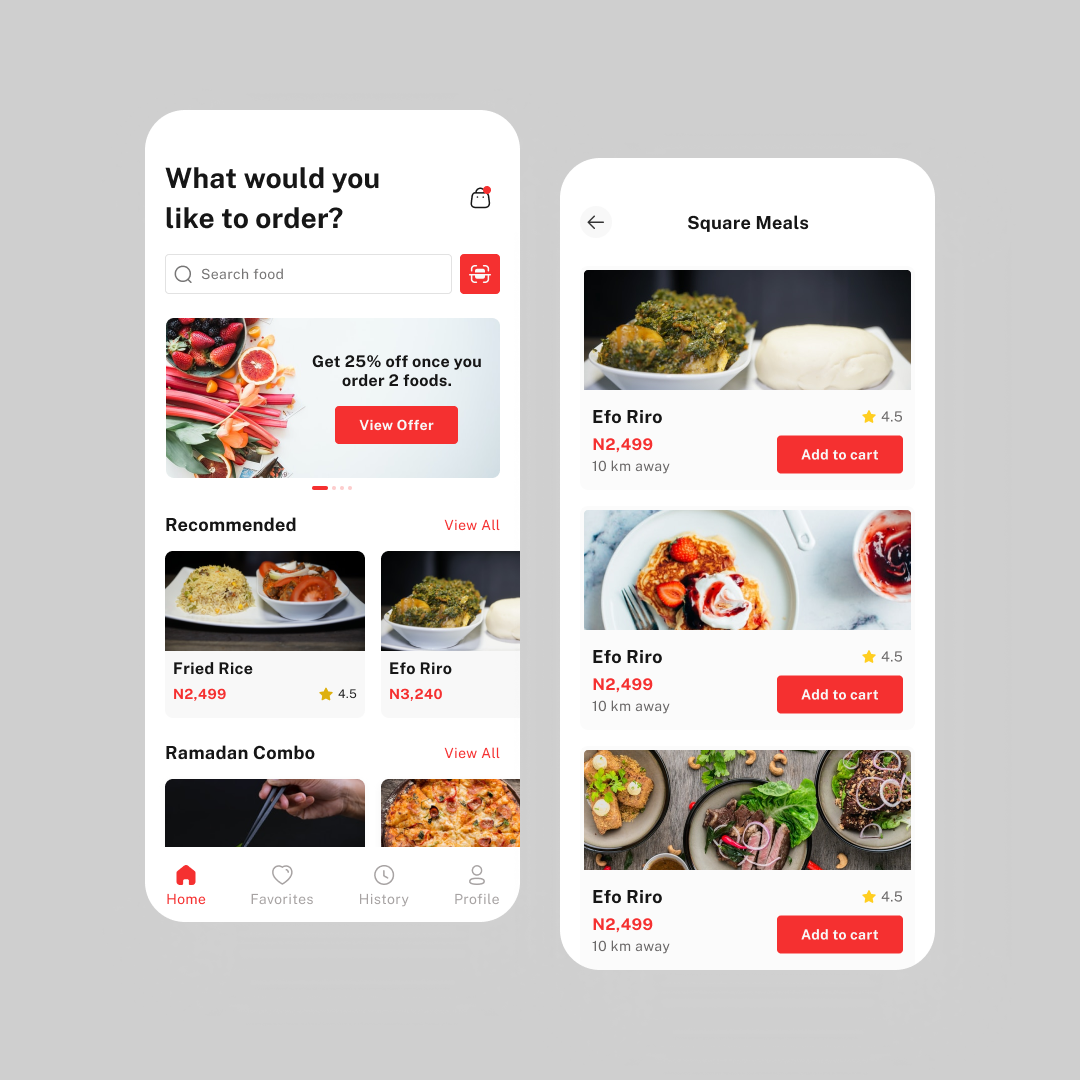 What would you
like to order?
Search food
Get 25% off once you
order 2 foods.
View Offer
Recommended
View All
Fried Rice
N2,499
4.5
Efo Riro
N3,240
Ramadan Combo
View All
Home
Favorites
History
Profile
Square Meals
Efo Riro
4.5
N2,499
10 km away
Add to cart
Efo Riro
4.5
N2,499
10 km away
Add to cart
Efo Riro
4.5
N2,499
10 km away
Add to cart